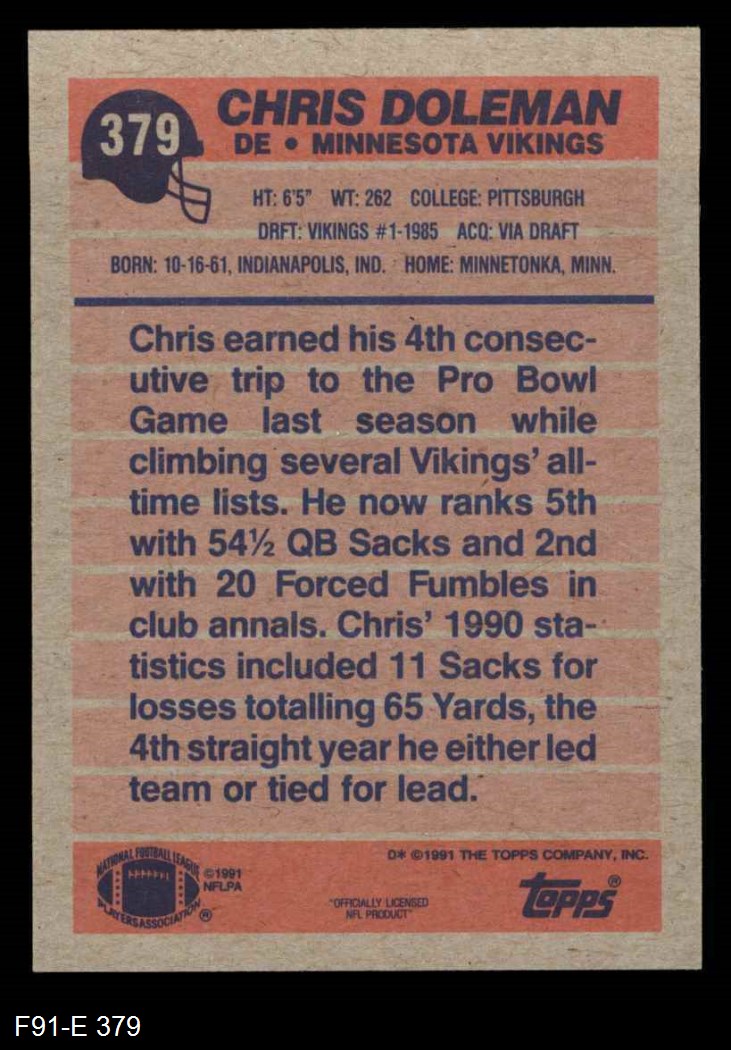 379
CHRIS DOLEMAN
DE • MINNESOTA VIKINGS
HT: 6'5" WT: 262 COLLEGE: PITTSBURGH
DRFT: VIKINGS #1-1985 ACQ: VIA DRAFT
BORN: 10-16-61, INDIANAPOLIS, IND. HOME: MINNETONKA, MINN.
Chris earned his 4th consec-
utive trip to the Pro Bowl
Game last season while
climbing several Vikings' all-
time lists. He now ranks 5th
with 54½ QB Sacks and 2nd
with 20 Forced Fumbles in
club annals. Chris' 1990 sta-
tistics included 11 Sacks for
losses totalling 65 Yards, the
4th straight year he either led
team or tied for lead.
NATIONAL FOOTBALL LEAGUE
PLAYERS ASSOCIATION ®
©1991
NFLPA
"OFFICIALLY LICENSED
NFL PRODUCT"
D* ©1991 THE TOPPS COMPANY, INC.
topps®
F91-E 379